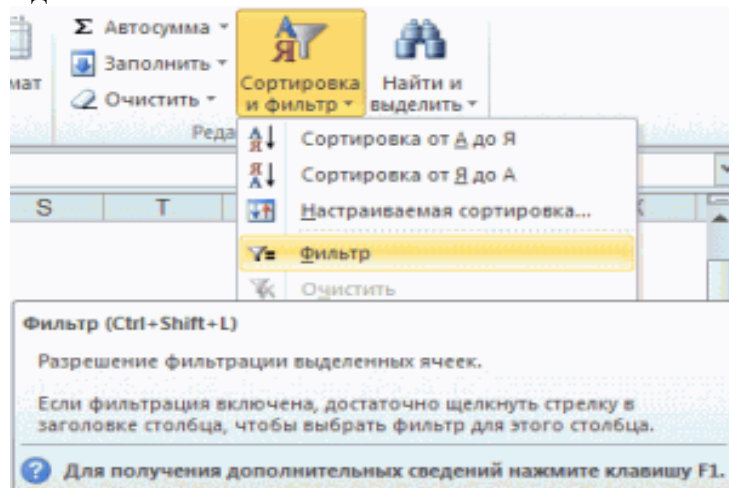 Σ Автосумма
Заполнить
Очистить
Сортировка
и фильтр
Найти и
выделить
мат
Реда
Сортировка от А до Я
Сортировка от Я до А
S T
Настраиваемая сортировка...
Фильтр
Очистить
Фильтр (Ctrl+Shift+L)
Разрешение фильтрации выделенных ячеек.
Если фильтрация включена, достаточно щелкнуть стрелку в
заголовке столбца, чтобы выбрать фильтр для этого столбца.
Для получения дополнительных сведений нажмите клавишу F1.